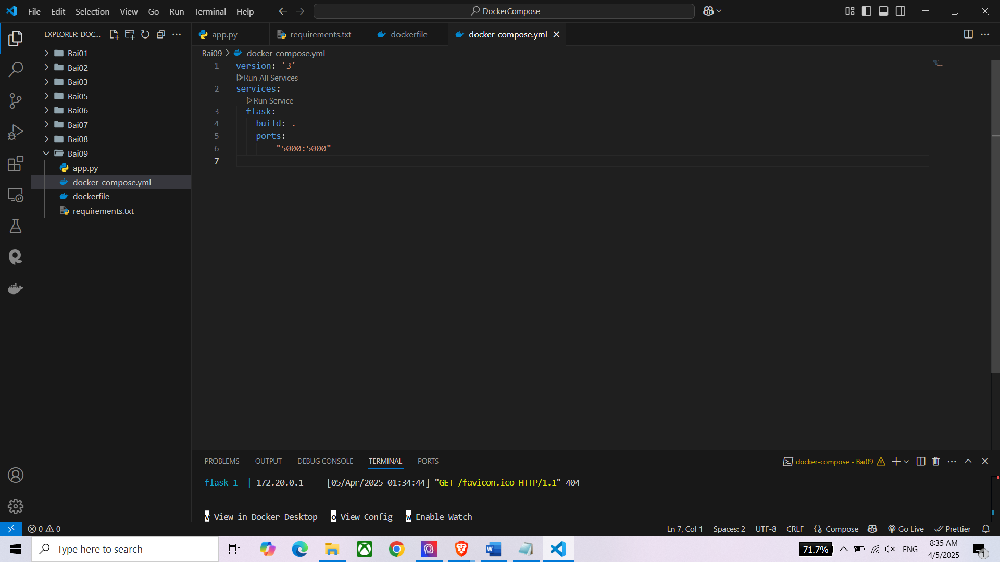 File Edit Selection View Go Run Terminal Help
DockerCompose
EXPLORER: DOC...
Bai01
Bai02
Bai03
Bai05
Bai06
Bai07
Bai08
Bai09
app.py
docker-compose.yml
dockerfile
requirements.txt
app.py requirements.txt dockerfile docker-compose.yml
Bai09 > docker-compose.yml
1 version: '3'
Run All Services
2 services:
Run Service
3 flask:
4 build: .
5 ports:
6 - "5000:5000"
7
PROBLEMS OUTPUT DEBUG CONSOLE TERMINAL PORTS
docker-compose - Bai09
flask-1 | 172.20.0.1 - - [05/Apr/2025 01:34:44] "GET /favicon.ico HTTP/1.1" 404 -
v View in Docker Desktop o View Config w Enable Watch
0 0
Ln 7, Col 1 Spaces: 2 UTF-8 CRLF Compose Go Live Prettier
Type here to search
71.7%
ENG
8:35 AM
4/5/2025
1